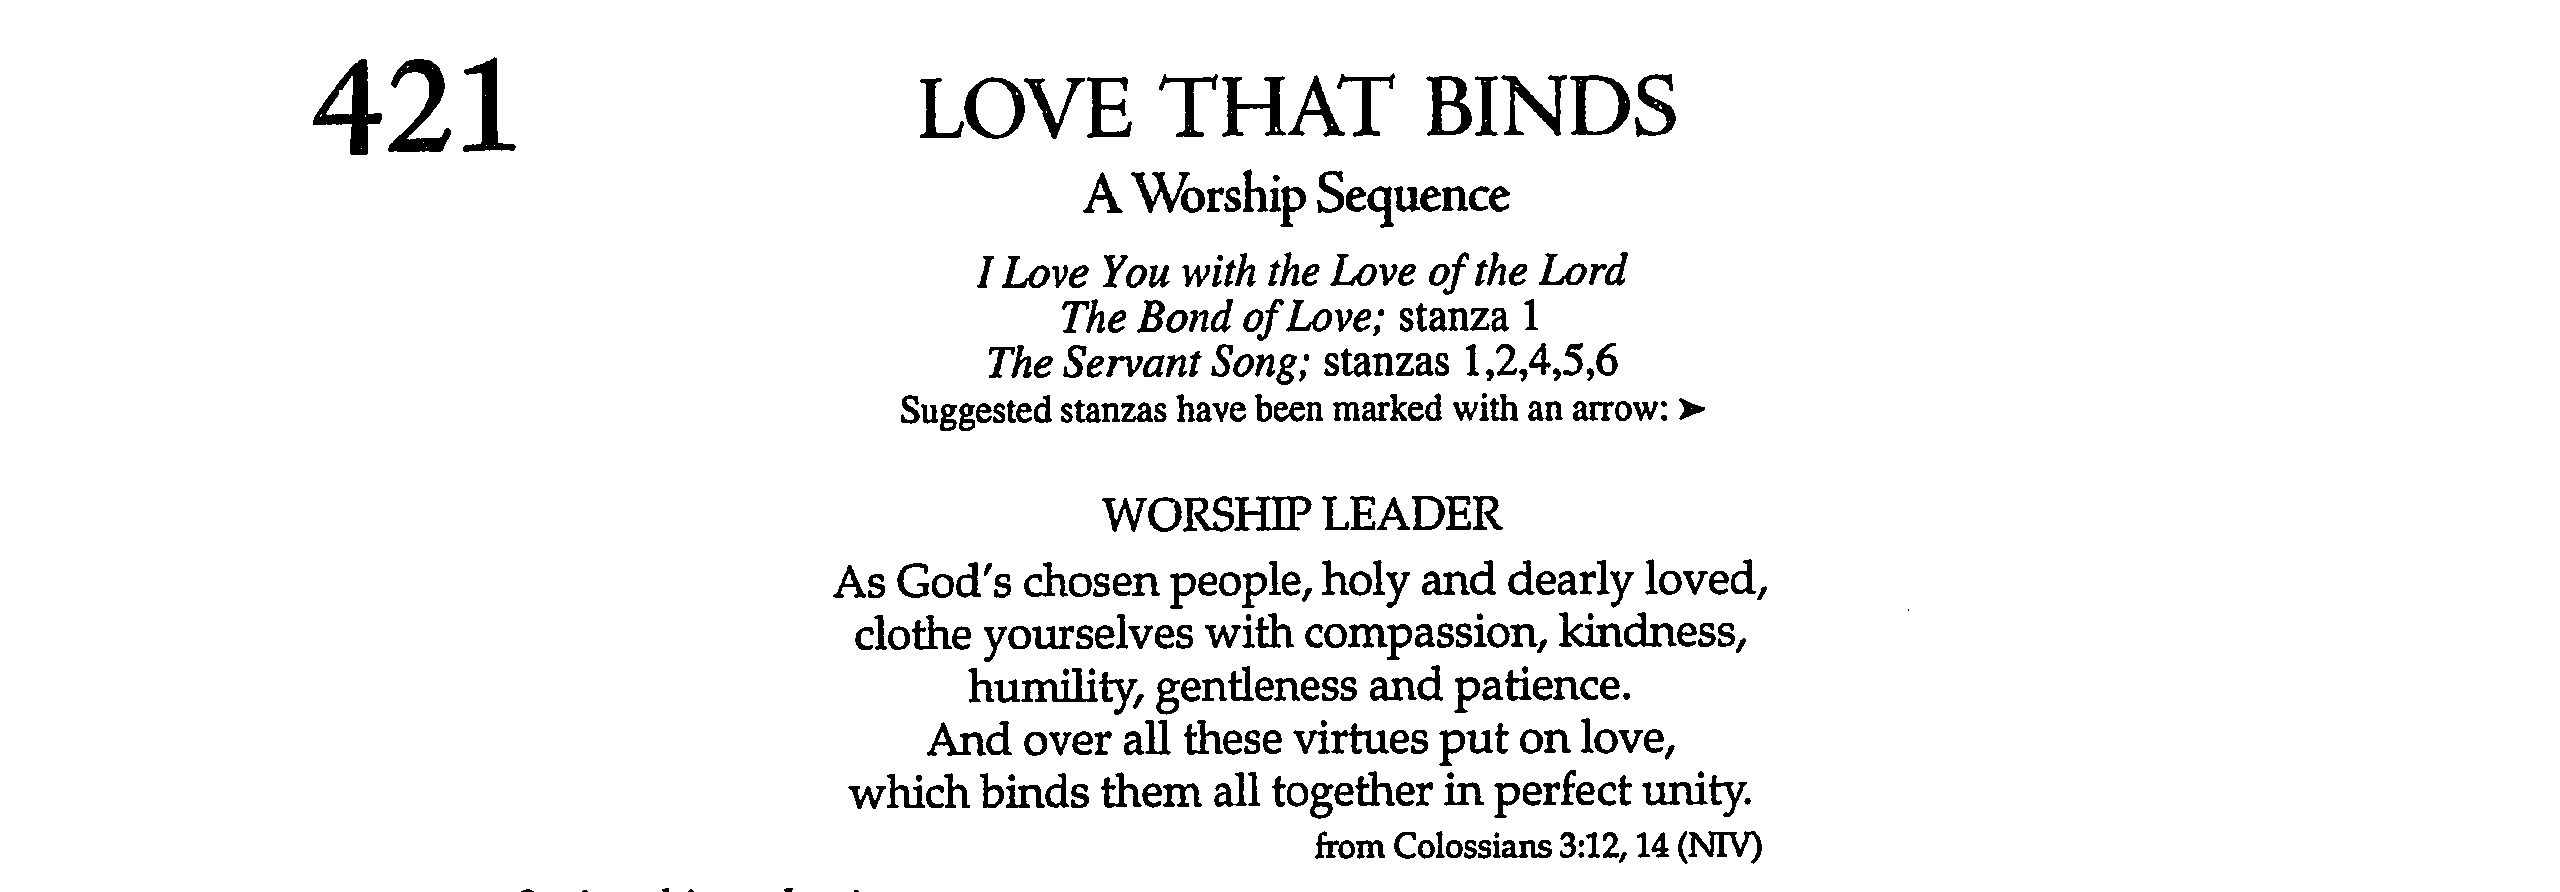 421
LOVE THAT BINDS
A Worship Sequence
I Love You with the Love of the Lord
The Bond of Love; stanza 1
The Servant Song; stanzas 1,2,4,5,6
Suggested stanzas have been marked with an arrow: ➤
WORSHIP LEADER
As God's chosen people, holy and dearly loved,
clothe yourselves with compassion, kindness,
humility, gentleness and patience.
And over all these virtues put on love,
which binds them all together in perfect unity.
from Colossians 3:12, 14 (NIV)